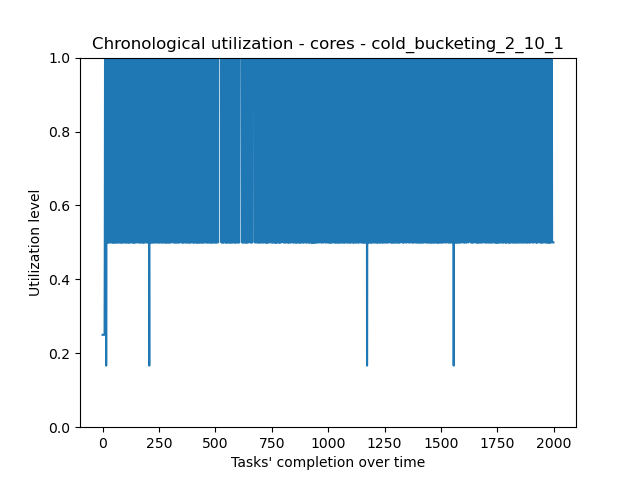 Chronological utilization - cores - cold_bucketing_2_10_1
1.0
0.8
0.6
0.4
0.2
0.0
Utilization level
0 250 500 750 1000 1250 1500 1750 2000
Tasks' completion over time